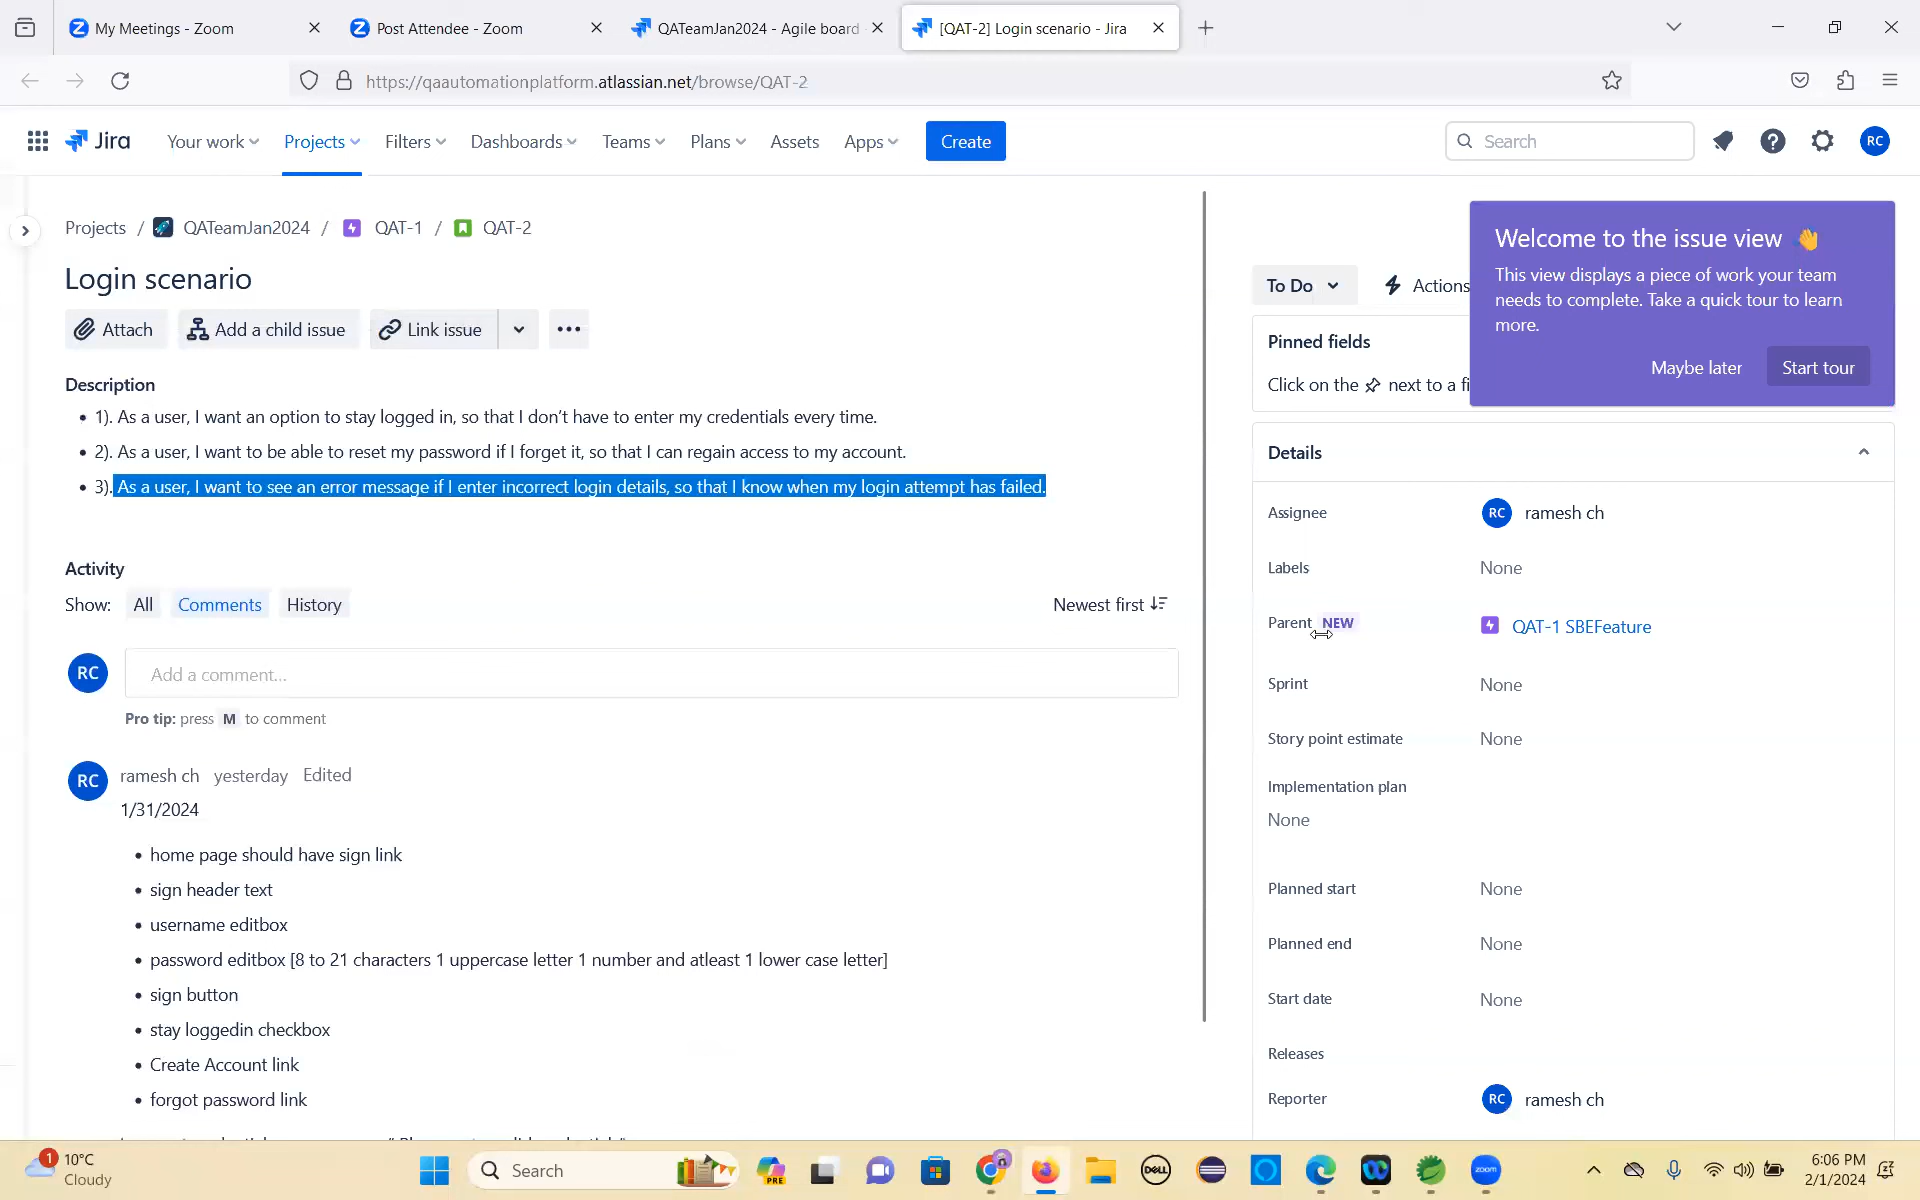 My Meetings - Zoom
Post Attendee - Zoom
QATeamJan2024 - Agile board
[QAT-2] Login scenario - Jira
https://qaautomationplatform.atlassian.net/browse/QAT-2
Jira
Your work
Projects
Filters
Dashboards
Teams
Plans
Assets
Apps
Create
Search
RC
Projects / QATeamJan2024 / QAT-1 / QAT-2
Login scenario
Attach
Add a child issue
Link issue
Description
1). As a user, I want an option to stay logged in, so that I don’t have to enter my credentials every time.
2). As a user, I want to be able to reset my password if I forget it, so that I can regain access to my account.
3). As a user, I want to see an error message if I enter incorrect login details, so that I know when my login attempt has failed.
Activity
Show: All Comments History
Newest first
RC
Add a comment...
Pro tip: press M to comment
RC
ramesh ch yesterday Edited
1/31/2024
home page should have sign link
sign header text
username editbox
password editbox [8 to 21 characters 1 uppercase letter 1 number and atleast 1 lower case letter]
sign button
stay loggedin checkbox
Create Account link
forgot password link
To Do
Actions
Welcome to the issue view
This view displays a piece of work your team
needs to complete. Take a quick tour to learn
more.
Maybe later
Start tour
Pinned fields
Click on the next to a fi
Details
Assignee
RC ramesh ch
Labels
None
Parent NEW
QAT-1 SBEFeature
Sprint
None
Story point estimate
None
Implementation plan
None
Planned start
None
Planned end
None
Start date
None
Releases
Reporter
RC ramesh ch
1
10°C
Cloudy
Search
PRE
DELL
zoom
6:06 PM
2/1/2024